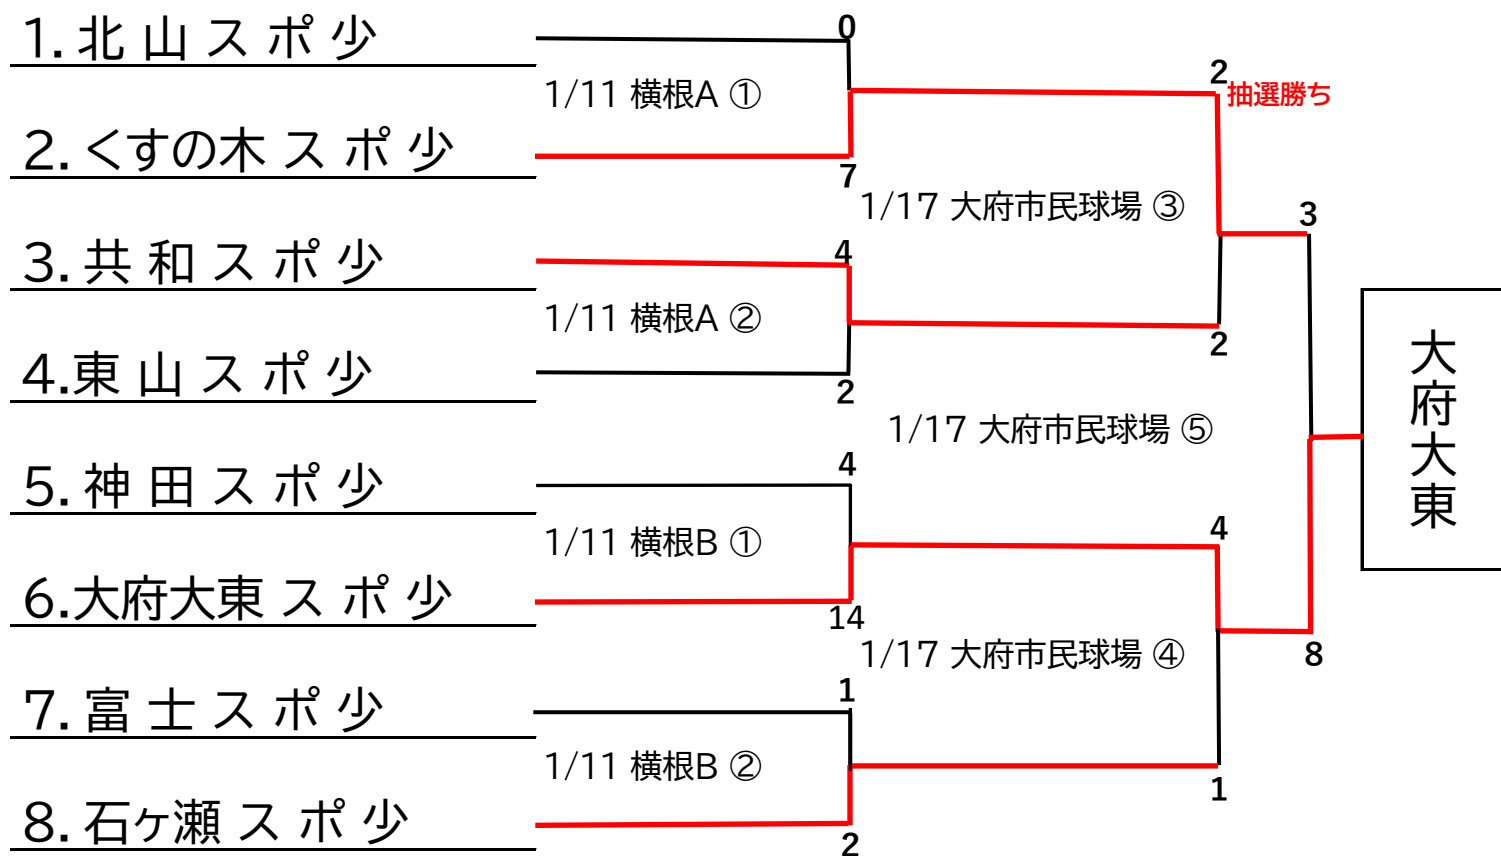 1. 北 山 ス ポ 少
0
1/11 横根A ①
2. くすの木 ス ポ 少
7
2
抽選勝ち
1/17 大府市民球場 ③
3. 共 和 ス ポ 少
4
1/11 横根A ②
4.東 山 ス ポ 少
2
2
3
1/17 大府市民球場 ⑤
大府大東
5. 神 田 ス ポ 少
4
1/11 横根B ①
6.大府大東 ス ポ 少
14
4
1/17 大府市民球場 ④
8
7. 富 士 ス ポ 少
1
1/11 横根B ②
8. 石ヶ瀬 ス ポ 少
2
1